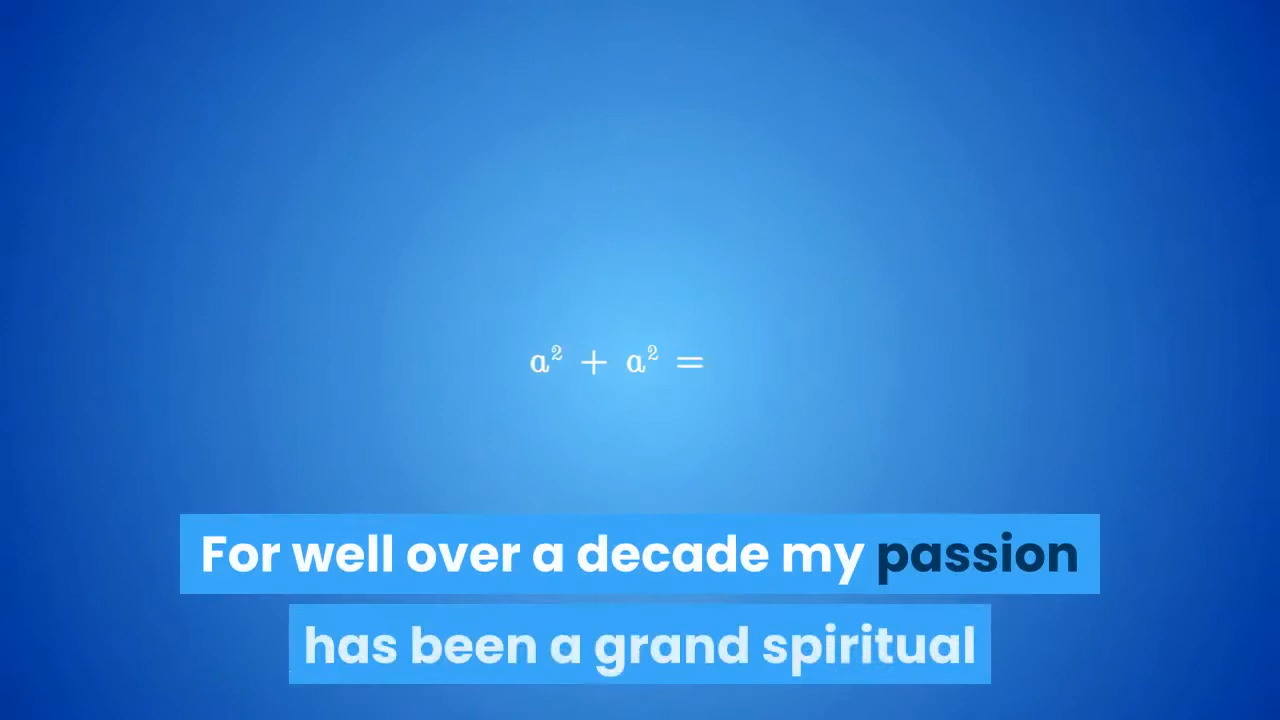 a² + a² =
For well over a decade my passion
has been a grand spiritual